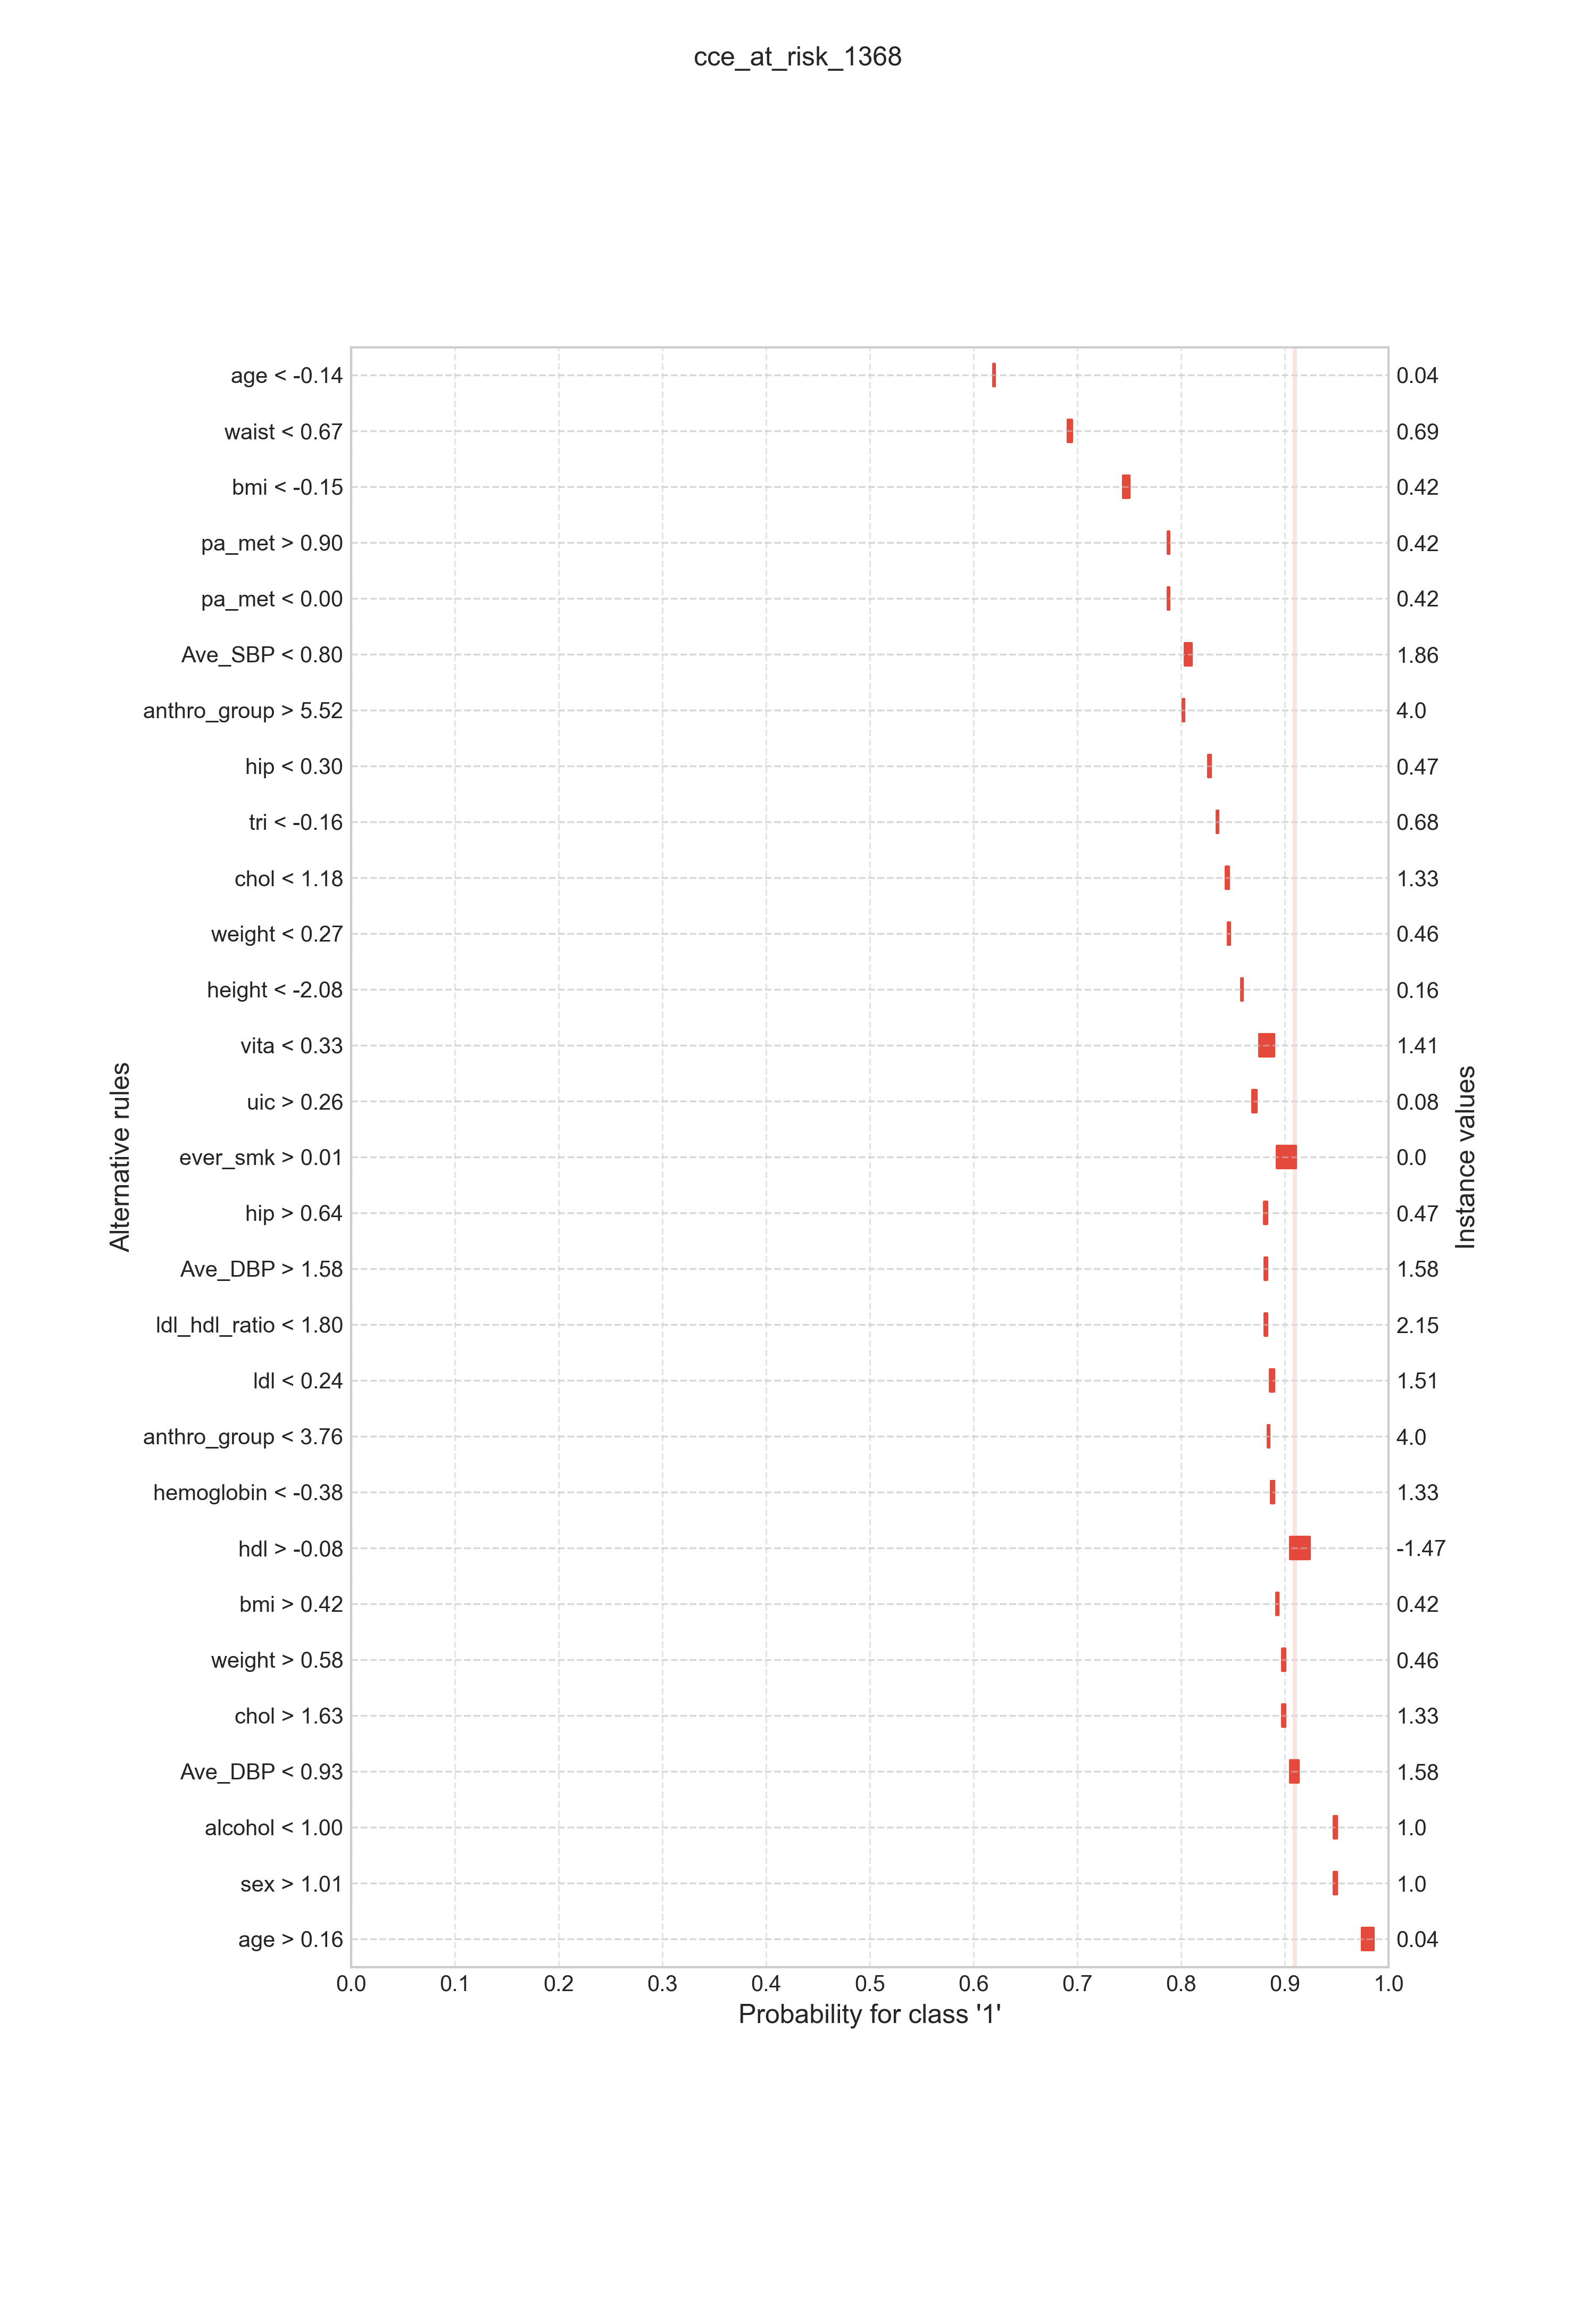 cce_at_risk_1368
Alternative rules
age < -0.14 0.04
waist < 0.67 0.69
bmi < -0.15 0.42
pa_met > 0.90 0.42
pa_met < 0.00 0.42
Ave_SBP < 0.80 1.86
anthro_group > 5.52 4.0
hip < 0.30 0.47
tri < -0.16 0.68
chol < 1.18 1.33
weight < 0.27 0.46
height < -2.08 0.16
vita < 0.33 1.41
uic > 0.26 0.08
ever_smk > 0.01 0.0
hip > 0.64 0.47
Ave_DBP > 1.58 1.58
ldl_hdl_ratio < 1.80 2.15
ldl < 0.24 1.51
anthro_group < 3.76 4.0
hemoglobin < -0.38 1.33
hdl > -0.08 -1.47
bmi > 0.42 0.42
weight > 0.58 0.46
chol > 1.63 1.33
Ave_DBP < 0.93 1.58
alcohol < 1.00 1.0
sex > 1.01 1.0
age > 0.16 0.04
Instance values
0.0 0.1 0.2 0.3 0.4 0.5 0.6 0.7 0.8 0.9 1.0
Probability for class '1'